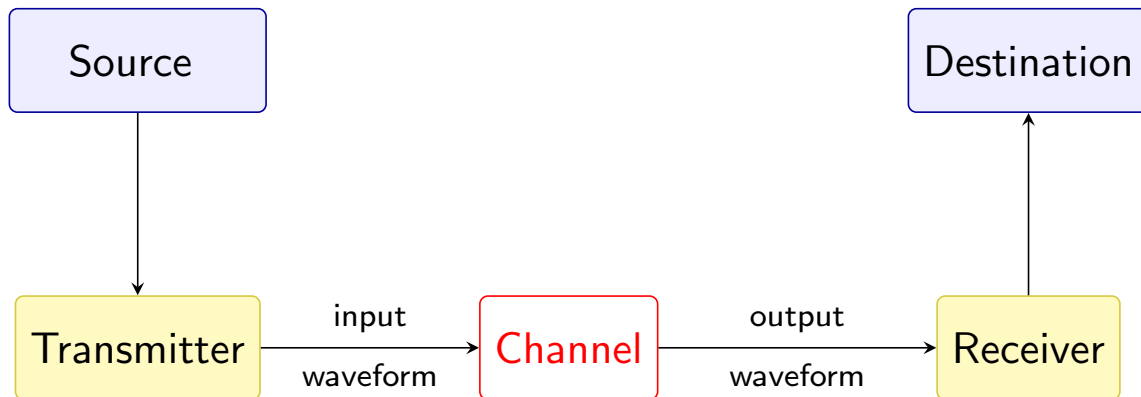 Source
Destination
input
output
Transmitter
Channel
Receiver
waveform
waveform